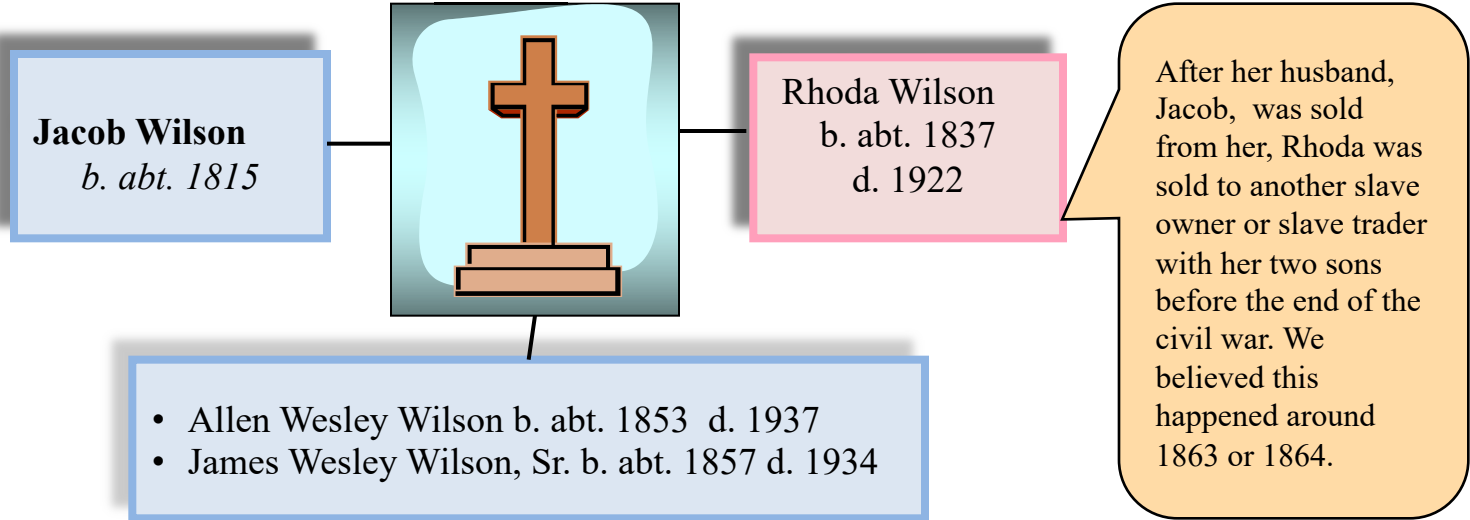 Jacob Wilson
b. abt. 1815
Rhoda Wilson
b. abt. 1837
d. 1922
After her husband,
Jacob, was sold
from her, Rhoda was
sold to another slave
owner or slave trader
with her two sons
before the end of the
civil war. We
believed this
happened around
1863 or 1864.
• Allen Wesley Wilson b. abt. 1853 d. 1937
• James Wesley Wilson, Sr. b. abt. 1857 d. 1934